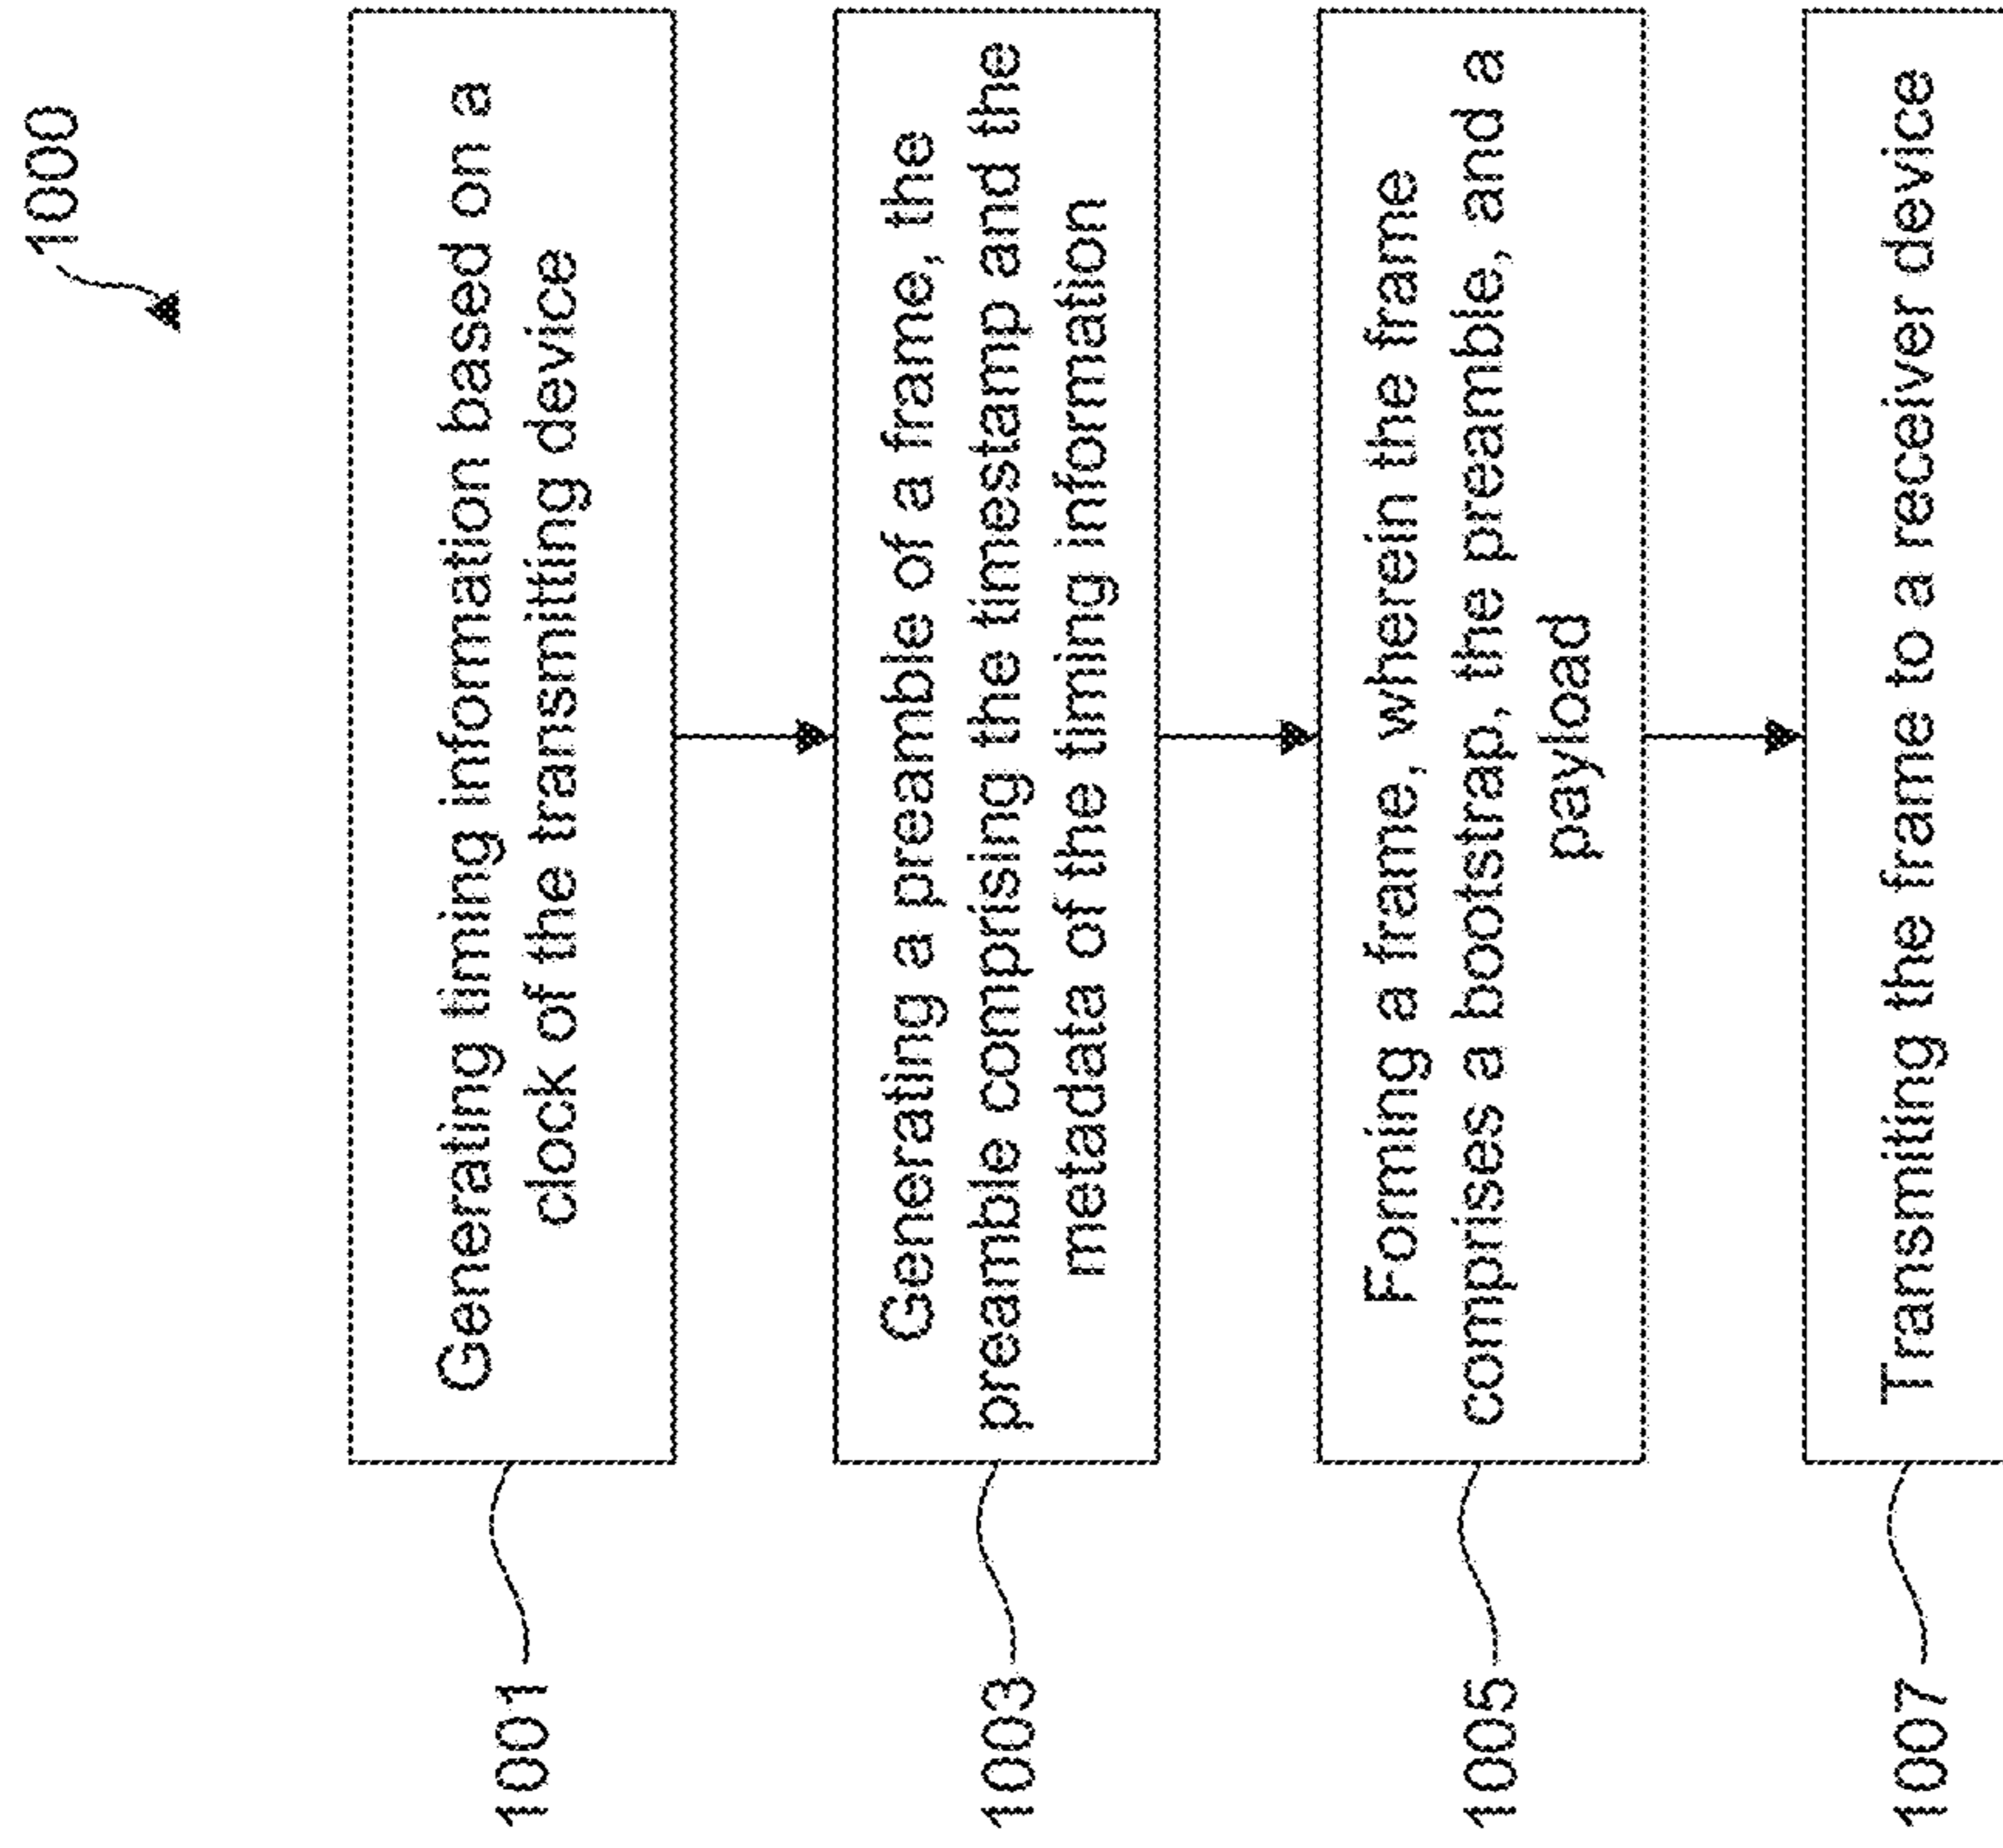 1000
1001
Generating timing information based on a
clock of the transmitting device
1003
Generating a preamble of a frame, the
preamble comprising the timestamp and the
metadata of the timing information
1005
Forming a frame, wherein the frame
comprises a bootstrap, the preamble, and a
payload
1007
Transmiting the frame to a receiver device